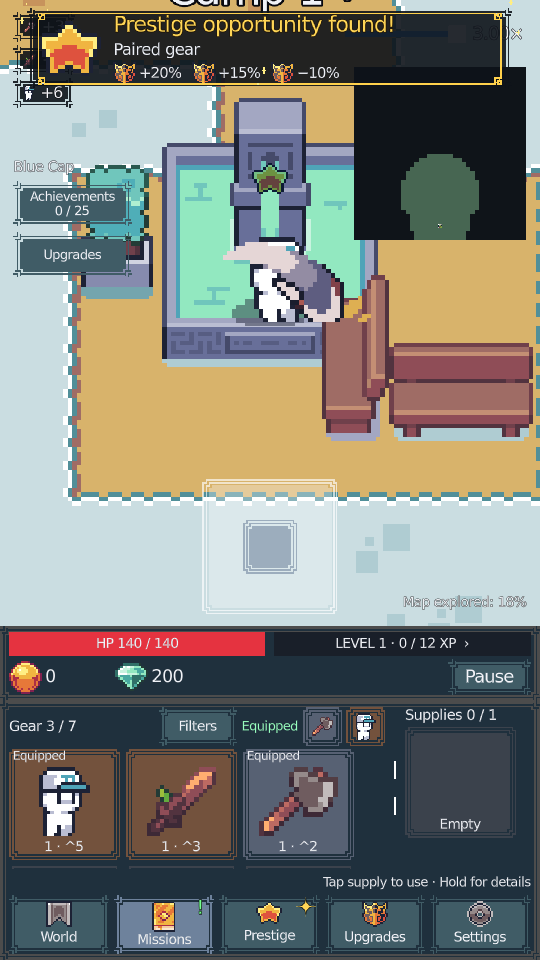 Prestige opportunity found!
Paired gear
+20% +15% −10%
+6
Blue Cap
Achievements
0 / 25
Upgrades
Map explored: 18%
HP 140 / 140
LEVEL 1 · 0 / 12 XP ›
0
200
Pause
Gear 3 / 7
Filters
Equipped
Supplies 0 / 1
Equipped
1 · ^5
1 · ^3
Equipped
1 · ^2
Empty
Tap supply to use · Hold for details
World
Missions
!
Prestige
Upgrades
Settings